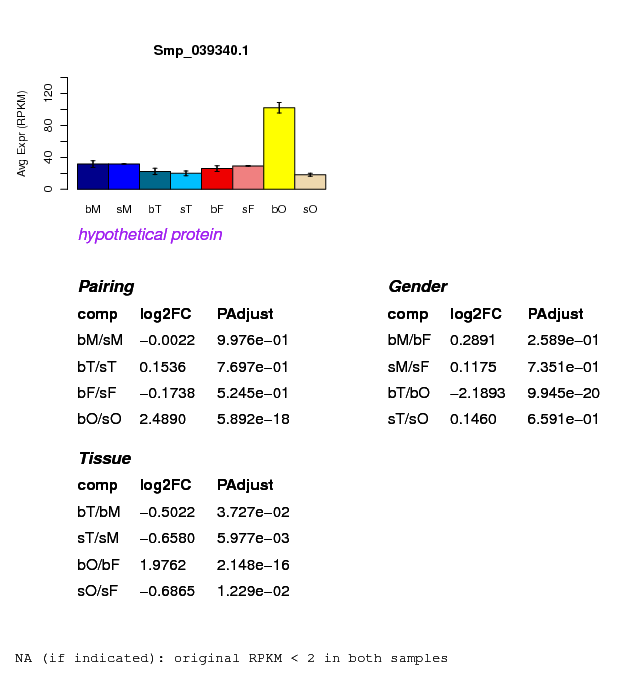 Smp_039340.1
Avg Expr (RPKM)
0 40 80 120
bM sM bT sT bF sF bO sO
hypothetical protein
Pairing
comp log2FC PAdjust
bM/sM −0.0022 9.976e−01
bT/sT 0.1536 7.697e−01
bF/sF −0.1738 5.245e−01
bO/sO 2.4890 5.892e−18
Gender
comp log2FC PAdjust
bM/bF 0.2891 2.589e−01
sM/sF 0.1175 7.351e−01
bT/bO −2.1893 9.945e−20
sT/sO 0.1460 6.591e−01
Tissue
comp log2FC PAdjust
bT/bM −0.5022 3.727e−02
sT/sM −0.6580 5.977e−03
bO/bF 1.9762 2.148e−16
sO/sF −0.6865 1.229e−02
NA (if indicated): original RPKM < 2 in both samples